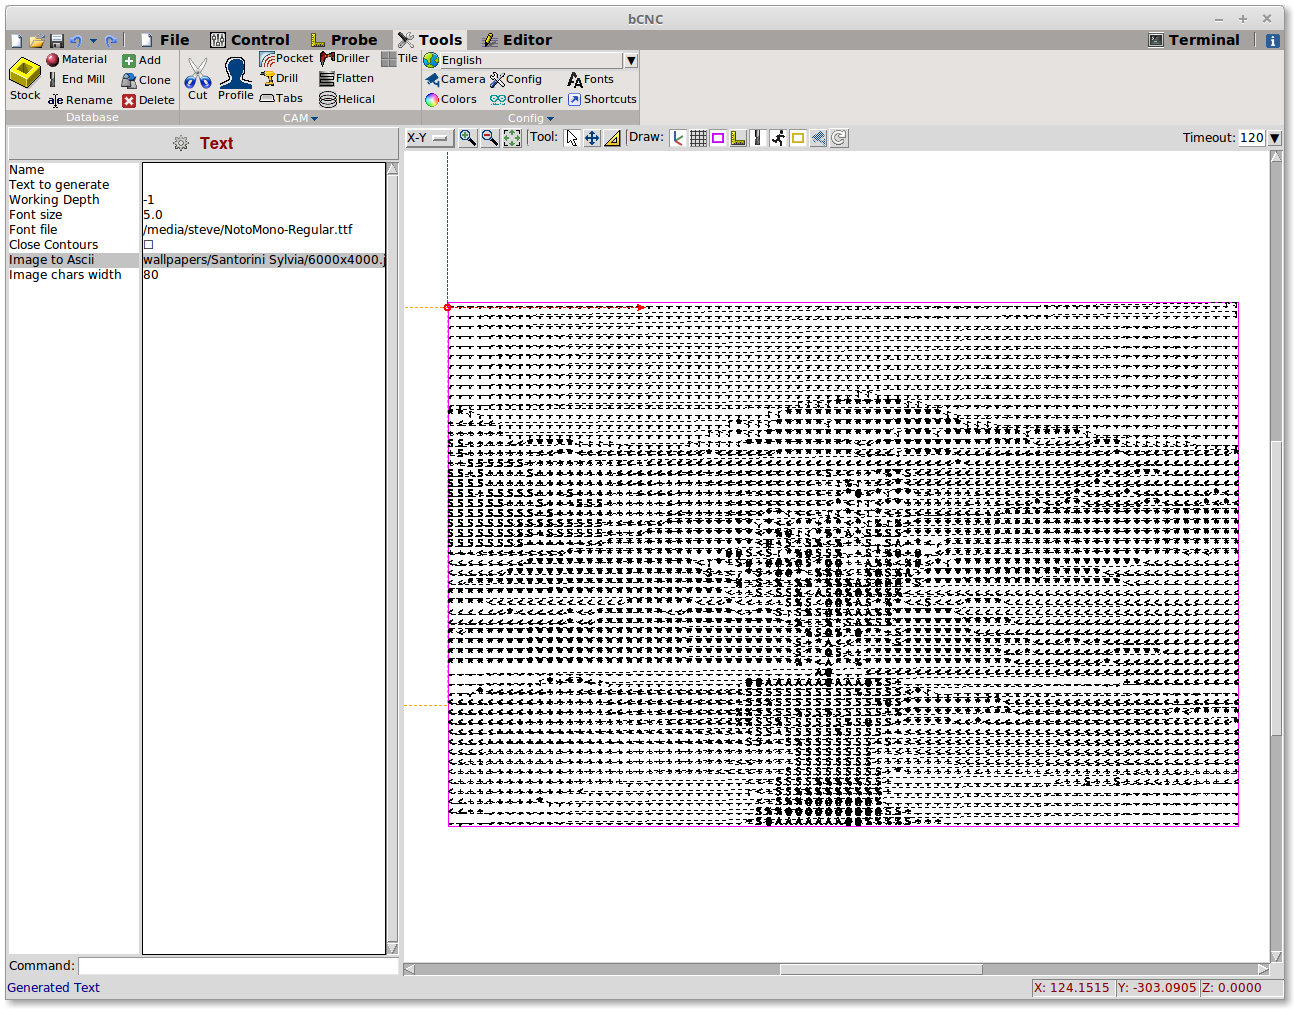 bCNC
File Control Probe Tools Editor Terminal
Material Add Pocket Driller Tile English
End Mill Clone Drill Flatten Camera Config Fonts
Stock Rename Delete Cut Profile Tabs Helical Colors Controller Shortcuts
Database CAM Config
Text
X-Y Tool: Draw: Timeout: 120
Name
Text to generate
Working Depth -1
Font size 5.0
Font file /media/steve/NotoMono-Regular.ttf
Close Contours
Image to Ascii wallpapers/Santorini Sylvia/6000x4000.j
Image chars width 80
Command:
Generated Text X: 124.1515 Y: -303.0905 Z: 0.0000